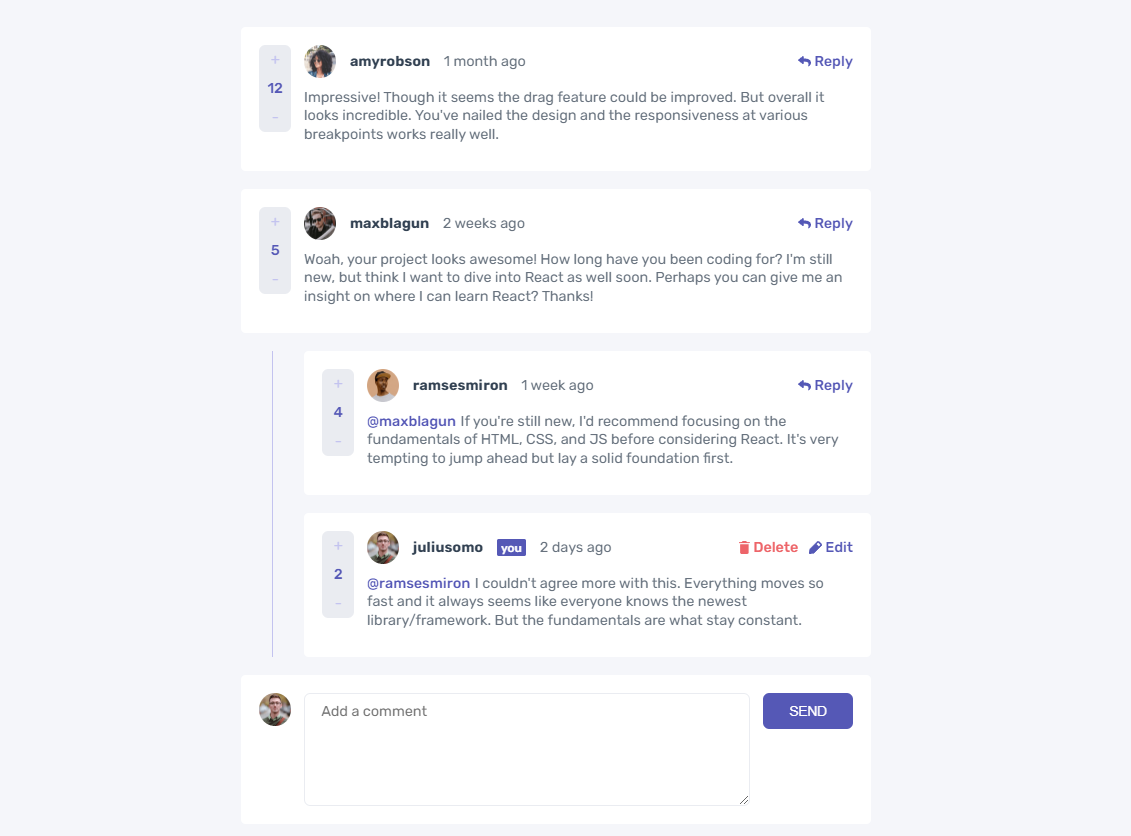 +
amyrobson 1 month ago Reply
12
Impressive! Though it seems the drag feature could be improved. But overall it
looks incredible. You've nailed the design and the responsiveness at various
-
breakpoints works really well.
+
maxblagun 2 weeks ago Reply
5
Woah, your project looks awesome! How long have you been coding for? I'm still
new, but think I want to dive into React as well soon. Perhaps you can give me an
-
insight on where I can learn React? Thanks!
+
ramsesmiron 1 week ago Reply
4
@maxblagun If you're still new, I'd recommend focusing on the
fundamentals of HTML, CSS, and JS before considering React. It's very
-
tempting to jump ahead but lay a solid foundation first.
+
juliusomo you 2 days ago Delete Edit
2
@ramsesmiron I couldn't agree more with this. Everything moves so
fast and it always seems like everyone knows the newest
-
library/framework. But the fundamentals are what stay constant.
Add a comment
SEND